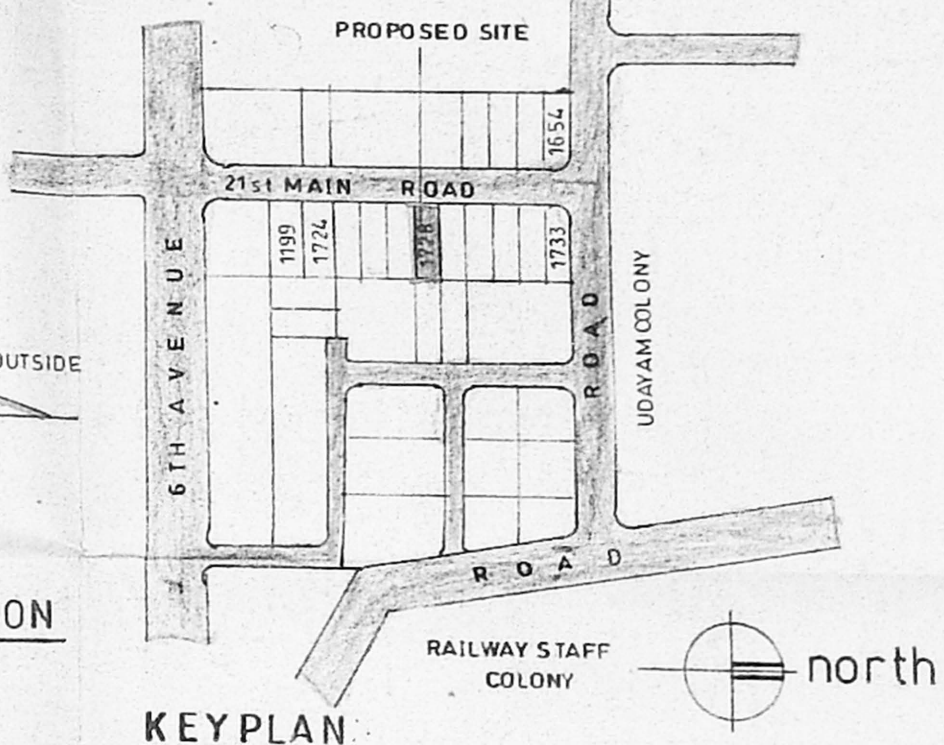 PROPOSED SITE
1654
21st MAIN ROAD
1199
1724
1728
1733
6TH AVENUE
ROAD
UDAYAM COLONY
OUTSIDE
ROAD
ON
RAILWAY STAFF
COLONY
north
KEYPLAN